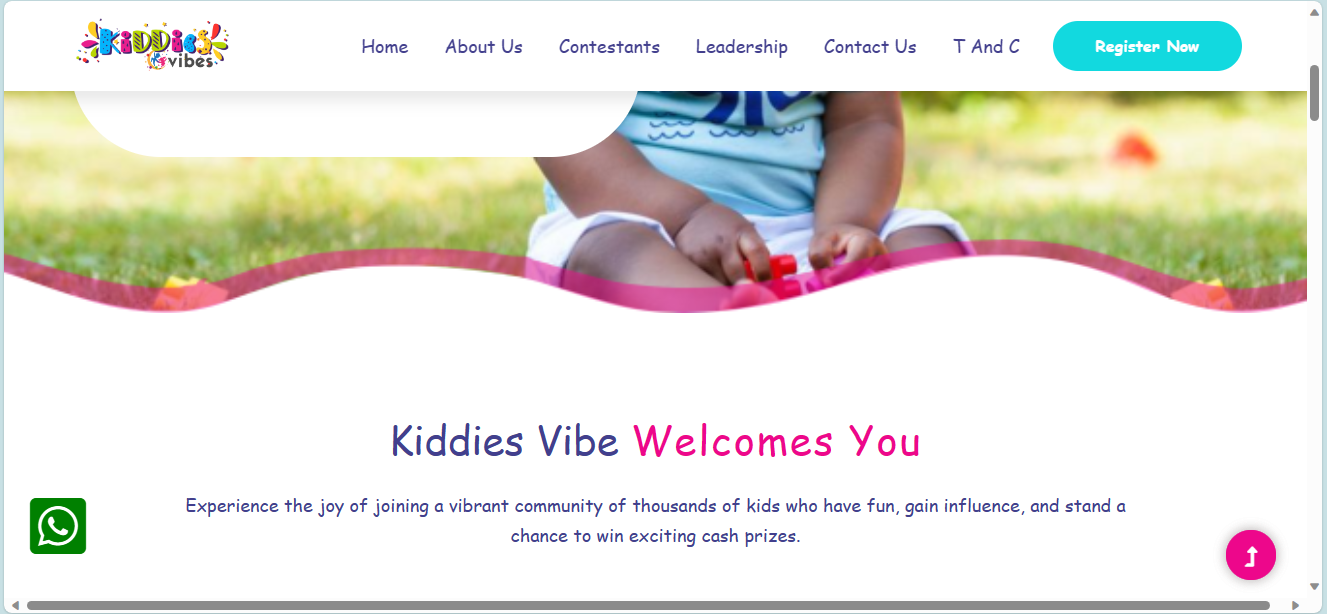 KiDDieS
vibes
Home About Us Contestants Leadership Contact Us T And C Register Now
Kiddies Vibe Welcomes You
Experience the joy of joining a vibrant community of thousands of kids who have fun, gain influence, and stand a
chance to win exciting cash prizes.